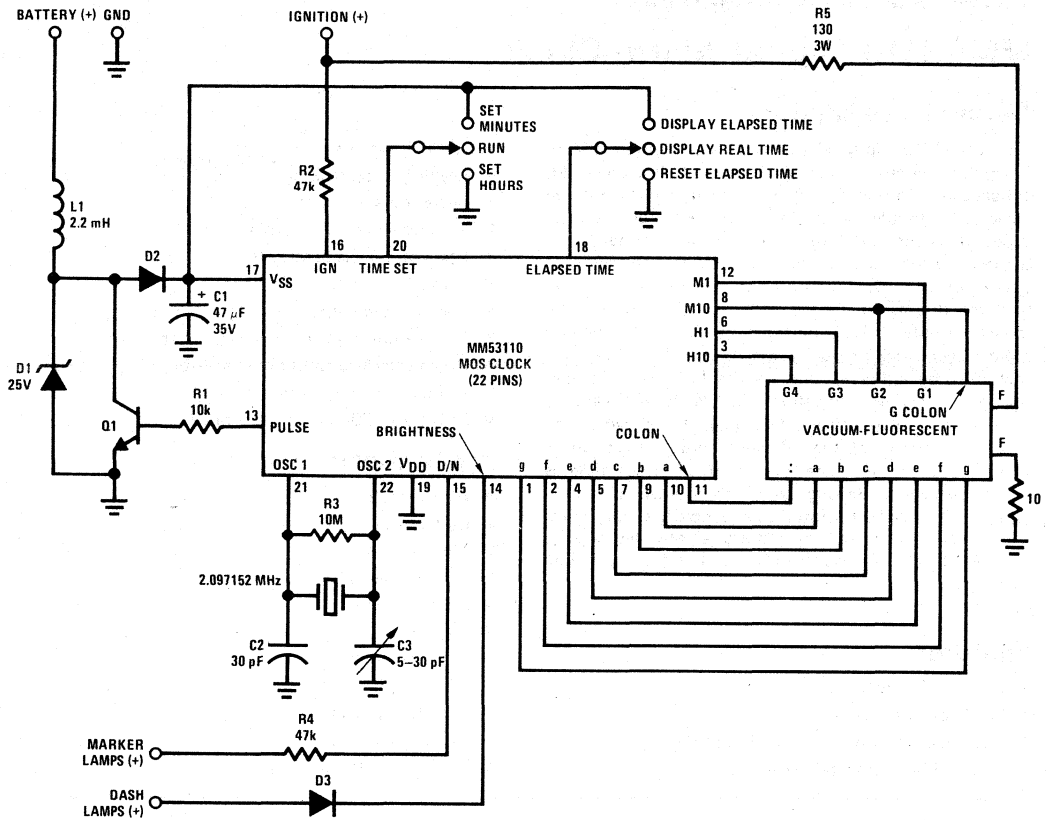 BATTERY (+) GND
IGNITION (+)
R5
130
3W
SET
MINUTES
RUN
SET
HOURS
DISPLAY ELAPSED TIME
DISPLAY REAL TIME
RESET ELAPSED TIME
R2
47k
L1
2.2 mH
16
20
18
D2
17
IGN
TIME SET
ELAPSED TIME
VSS
+
C1
47 μF
35V
M1
12
M10
8
H1
6
H10
3
MM53110
MOS CLOCK
(22 PINS)
D1
25V
R1
10k
Q1
13
PULSE
G4
G3
G2
G1
F
G COLON
VACUUM-FLUORESCENT
F
BRIGHTNESS
COLON
: a b c d e f g
OSC 1
OSC 2
VDD
D/N
g f e d c b a
21
22
19
15
14
1
2
4
5
7
9
10
11
10
R3
10M
2.097152 MHz
C2
30 pF
C3
5–30 pF
R4
47k
MARKER
LAMPS (+)
D3
DASH
LAMPS (+)